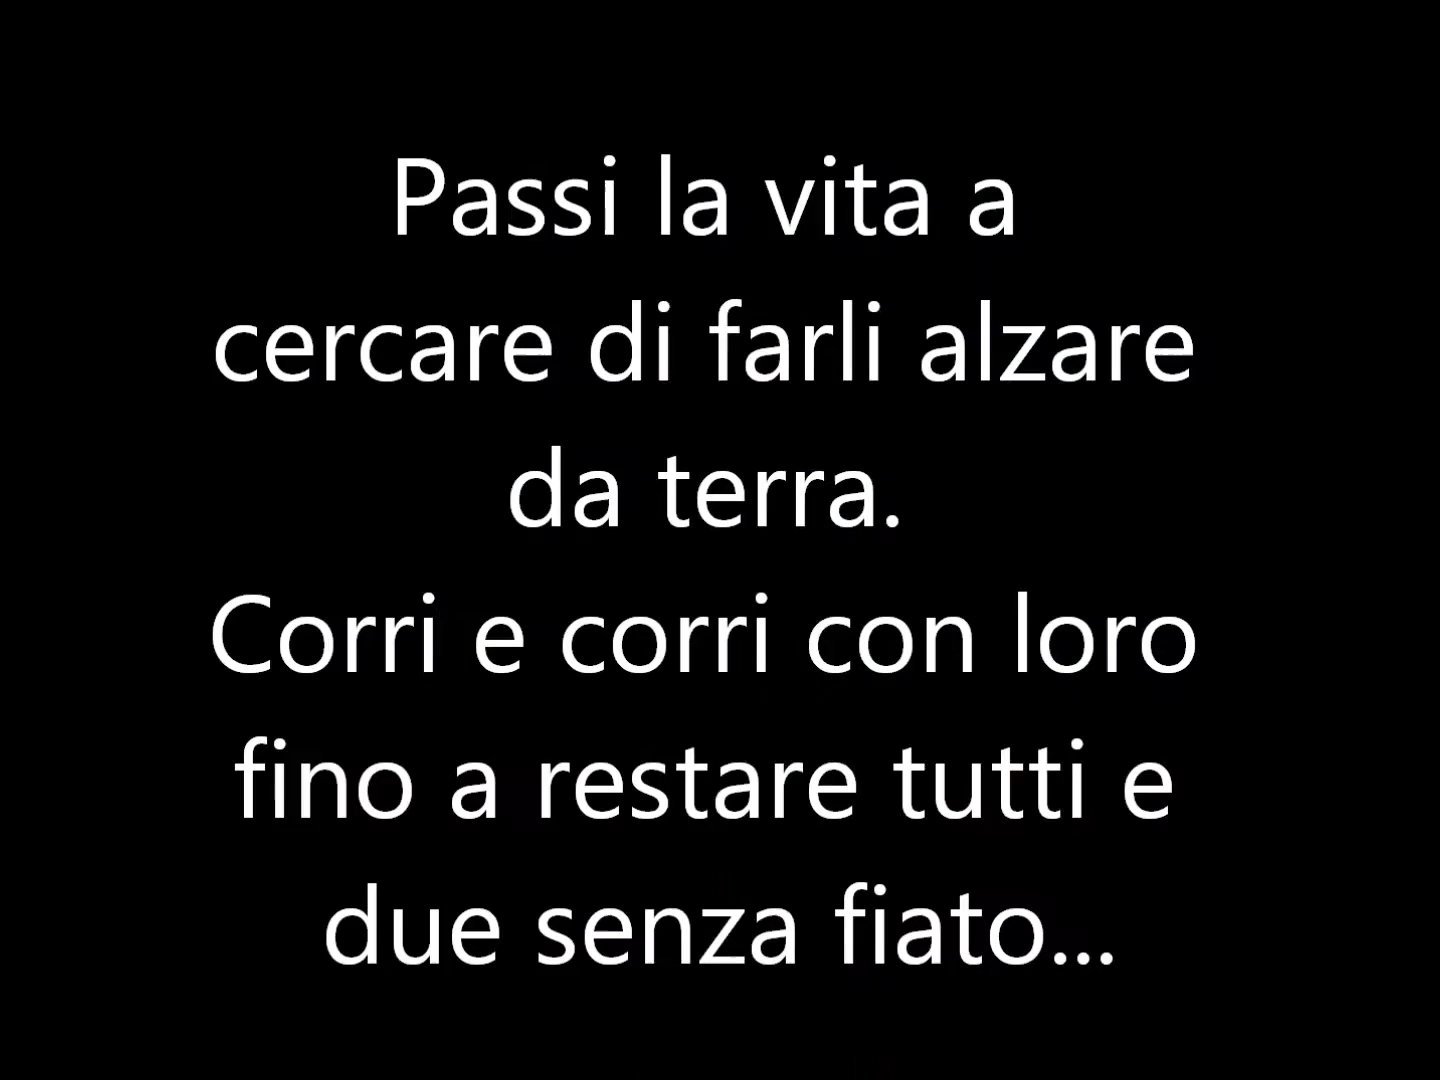 Passi la vita a
cercare di farli alzare
da terra.
Corri e corri con loro
fino a restare tutti e
due senza fiato...